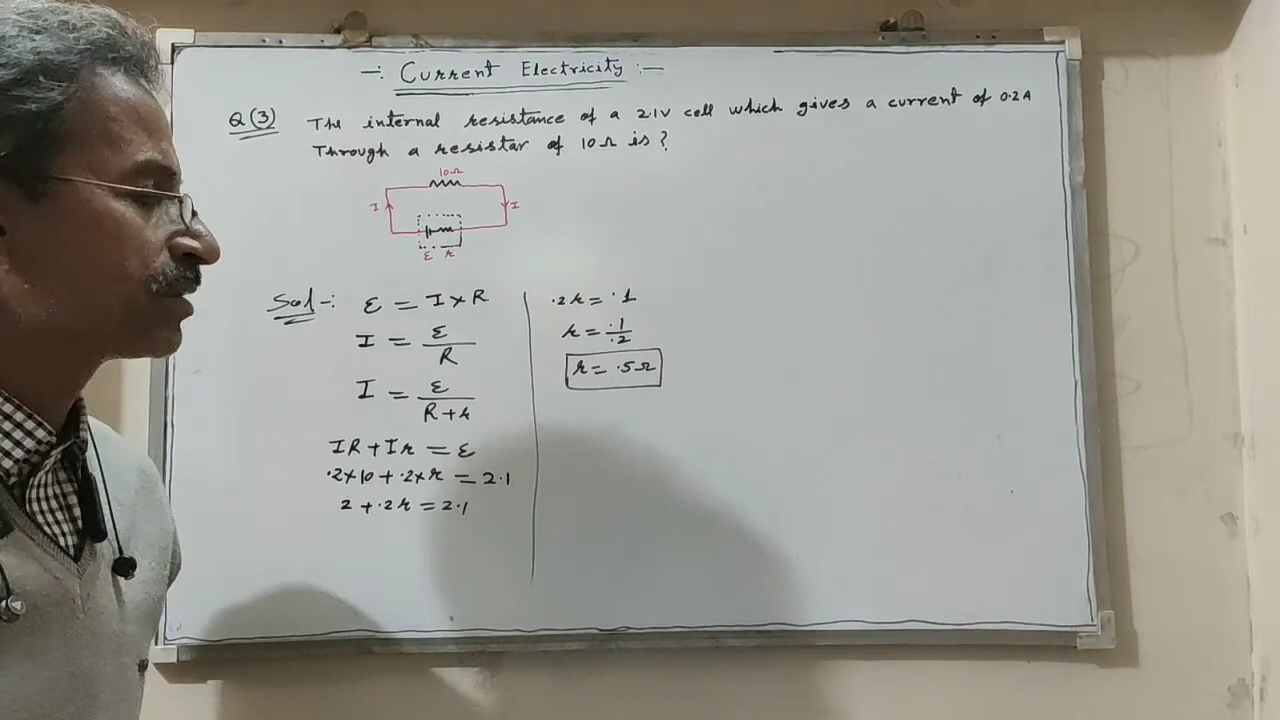 -: Current Electricity :-
Q(3) The internal resistance of a 2.1V cell which gives a current of 0.2A
Through a resistar of 10Ω is?
10Ω
I I
ε r
Sol-: ε = I×R
I = ε/R
I = ε/(R+r)
IR+Ir = ε
.2×10+.2×r = 2.1
2+.2r = 2.1
.2r = .1
r = .1/.2
r = .5Ω